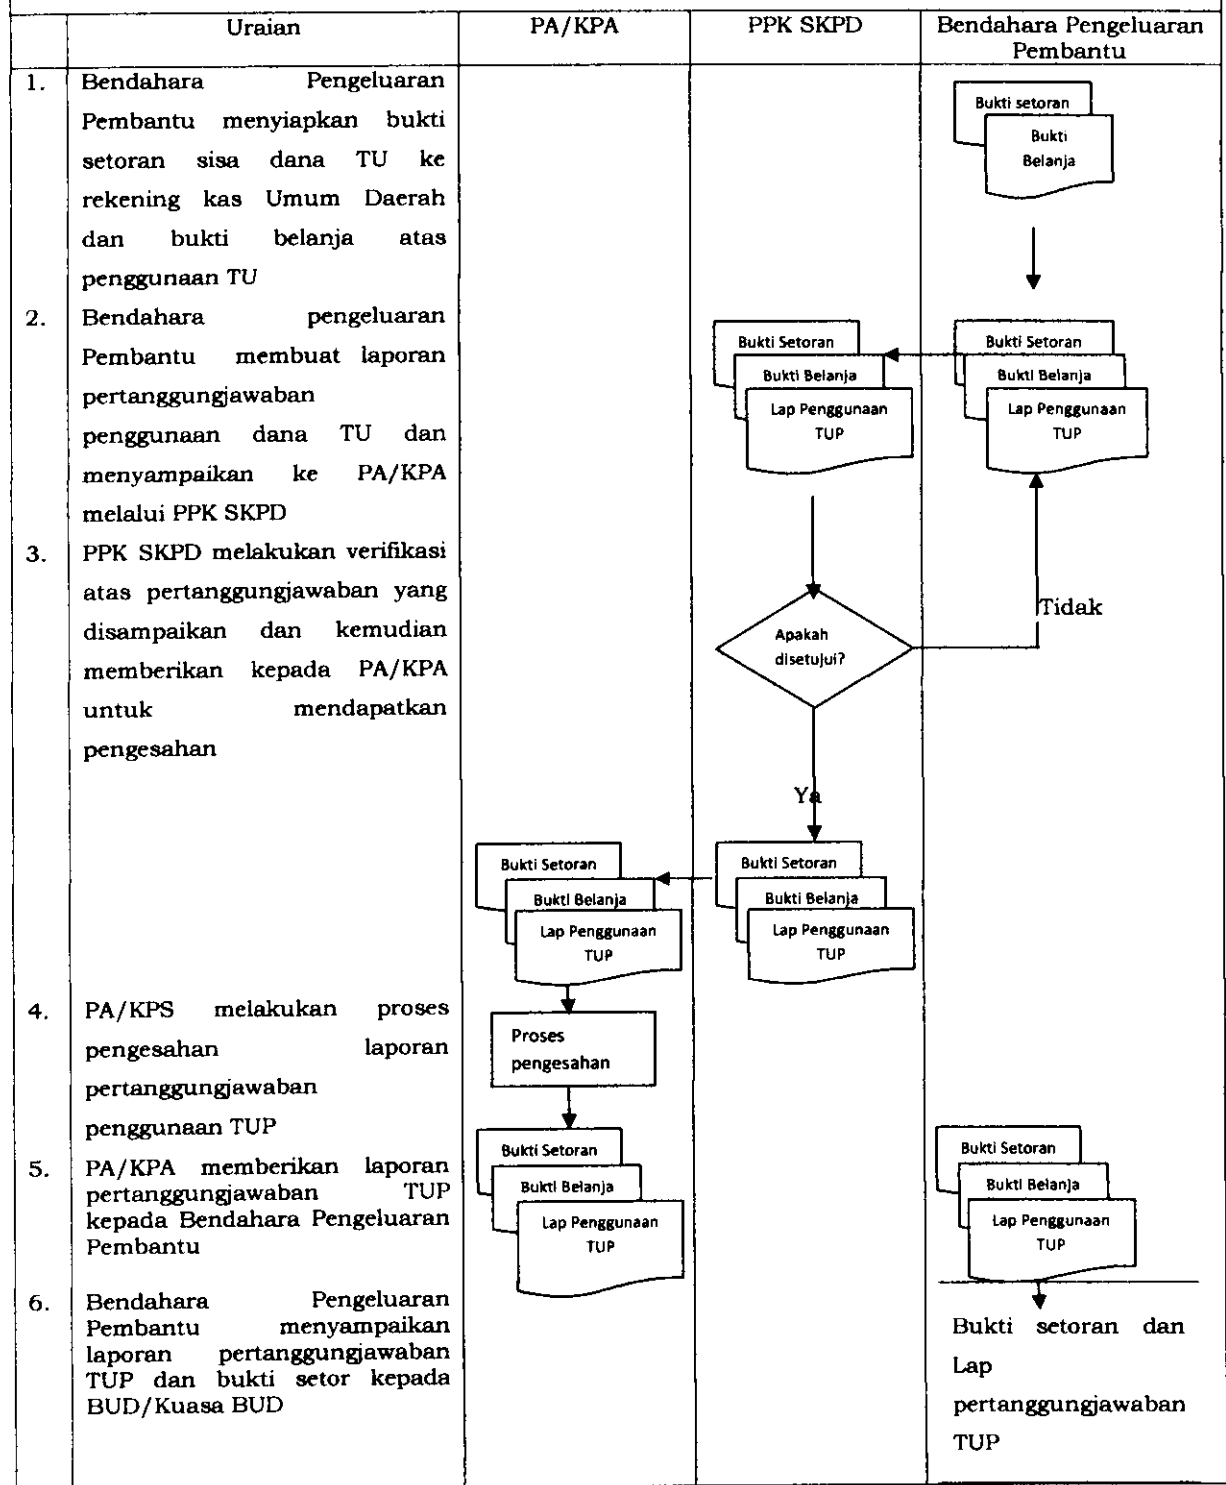 Uraian
PA/KPA
PPK SKPD
Bendahara Pengeluaran
Pembantu
1.
Bendahara Pengeluaran
Pembantu menyiapkan bukti
setoran sisa dana TU ke
rekening kas Umum Daerah
dan bukti belanja atas
penggunaan TU
Bukti setoran
Bukti
Belanja
2.
Bendahara pengeluaran
Pembantu membuat laporan
pertanggungjawaban
penggunaan dana TU dan
menyampaikan ke PA/KPA
melalui PPK SKPD
Bukti Setoran
Bukti Belanja
Lap Penggunaan
TUP
Bukti Setoran
Bukti Belanja
Lap Penggunaan
TUP
3.
PPK SKPD melakukan verifikasi
atas pertanggungjawaban yang
disampaikan dan kemudian
memberikan kepada PA/KPA
untuk mendapatkan
pengesahan
Apakah
disetujui?
Tidak
Ya
Bukti Setoran
Bukti Belanja
Lap Penggunaan
TUP
Bukti Setoran
Bukti Belanja
Lap Penggunaan
TUP
4.
PA/KPS melakukan proses
pengesahan laporan
pertanggungjawaban
penggunaan TUP
Proses
pengesahan
5.
PA/KPA memberikan laporan
pertanggungjawaban TUP
kepada Bendahara Pengeluaran
Pembantu
Bukti Setoran
Bukti Belanja
Lap Penggunaan
TUP
Bukti Setoran
Bukti Belanja
Lap Penggunaan
TUP
6.
Bendahara Pengeluaran
Pembantu menyampaikan
laporan pertanggungjawaban
TUP dan bukti setor kepada
BUD/Kuasa BUD
Bukti setoran dan
Lap
pertanggungjawaban
TUP